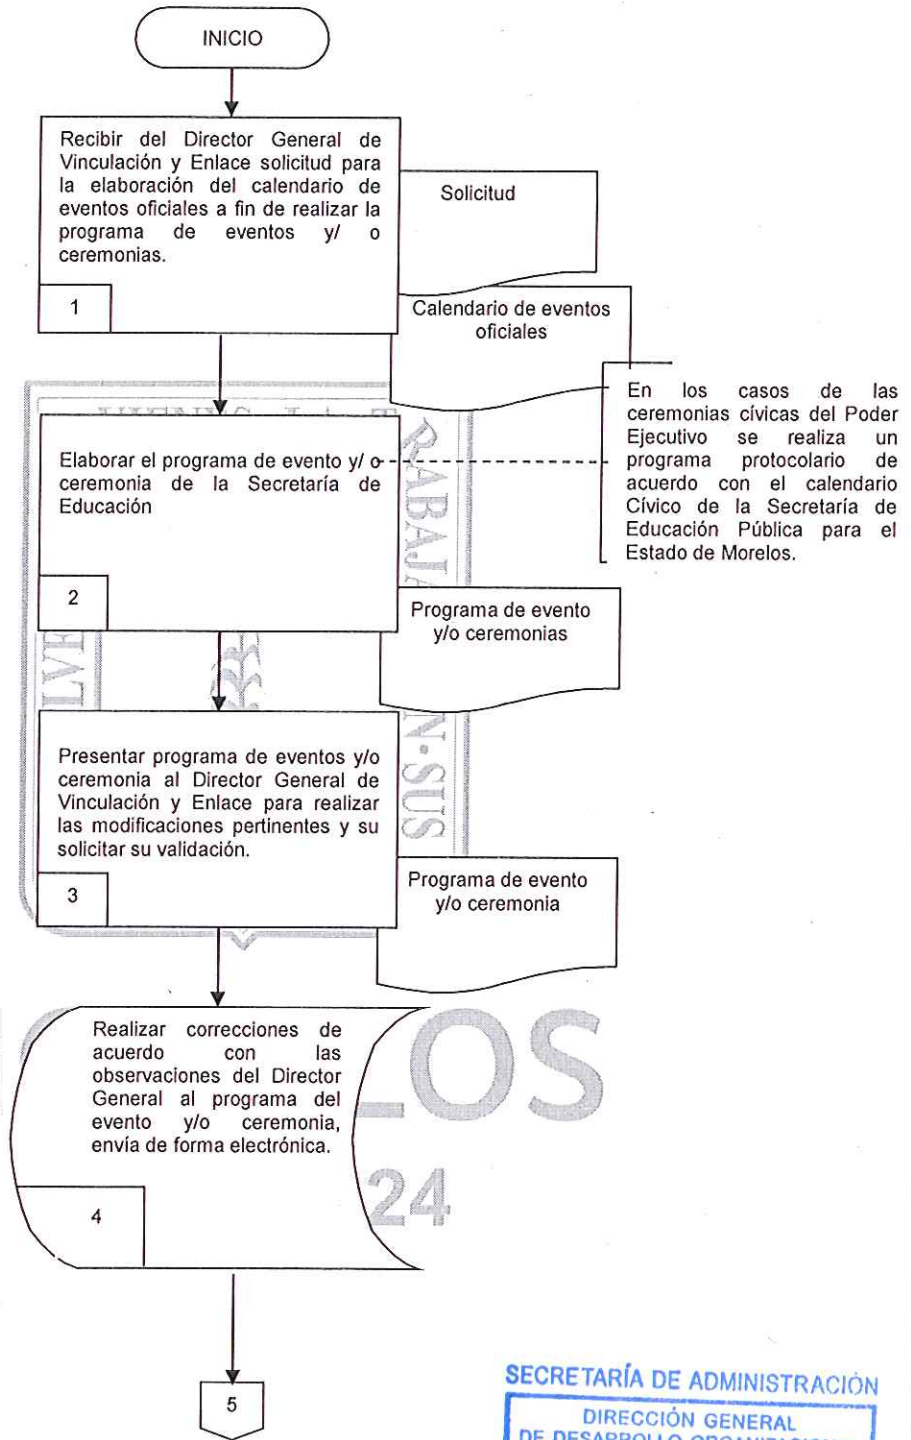 INICIO
Recibir del Director General de
Vinculación y Enlace solicitud para
la elaboración del calendario de
eventos oficiales a fin de realizar la
programa de eventos y/ o
ceremonias.
1
Solicitud
Calendario de eventos
oficiales
Elaborar el programa de evento y/ o
ceremonia de la Secretaría de
Educación
2
En los casos de las
ceremonias cívicas del Poder
Ejecutivo se realiza un
programa protocolario de
acuerdo con el calendario
Cívico de la Secretaría de
Educación Pública para el
Estado de Morelos.
Programa de evento
y/o ceremonias
Presentar programa de eventos y/o
ceremonia al Director General de
Vinculación y Enlace para realizar
las modificaciones pertinentes y su
solicitar su validación.
3
Programa de evento
y/o ceremonia
Realizar correcciones de
acuerdo con las
observaciones del Director
General al programa del
evento y/o ceremonia,
envía de forma electrónica.
4
LOS
24
5
SECRETARÍA DE ADMINISTRACIÓN
DIRECCIÓN GENERAL